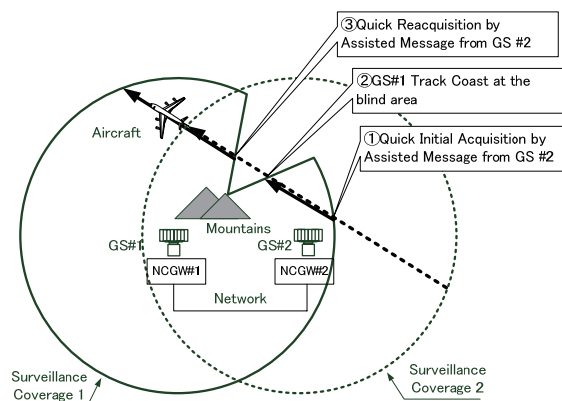 ③Quick Reacquisition by
Assisted Message from GS #2
②GS#1 Track Coast at the
blind area
①Quick Initial Acquisition by
Assisted Message from GS #2
Aircraft
Mountains
GS#1
GS#2
NCGW#1
NCGW#2
Network
Surveillance
Coverage 1
Surveillance
Coverage 2